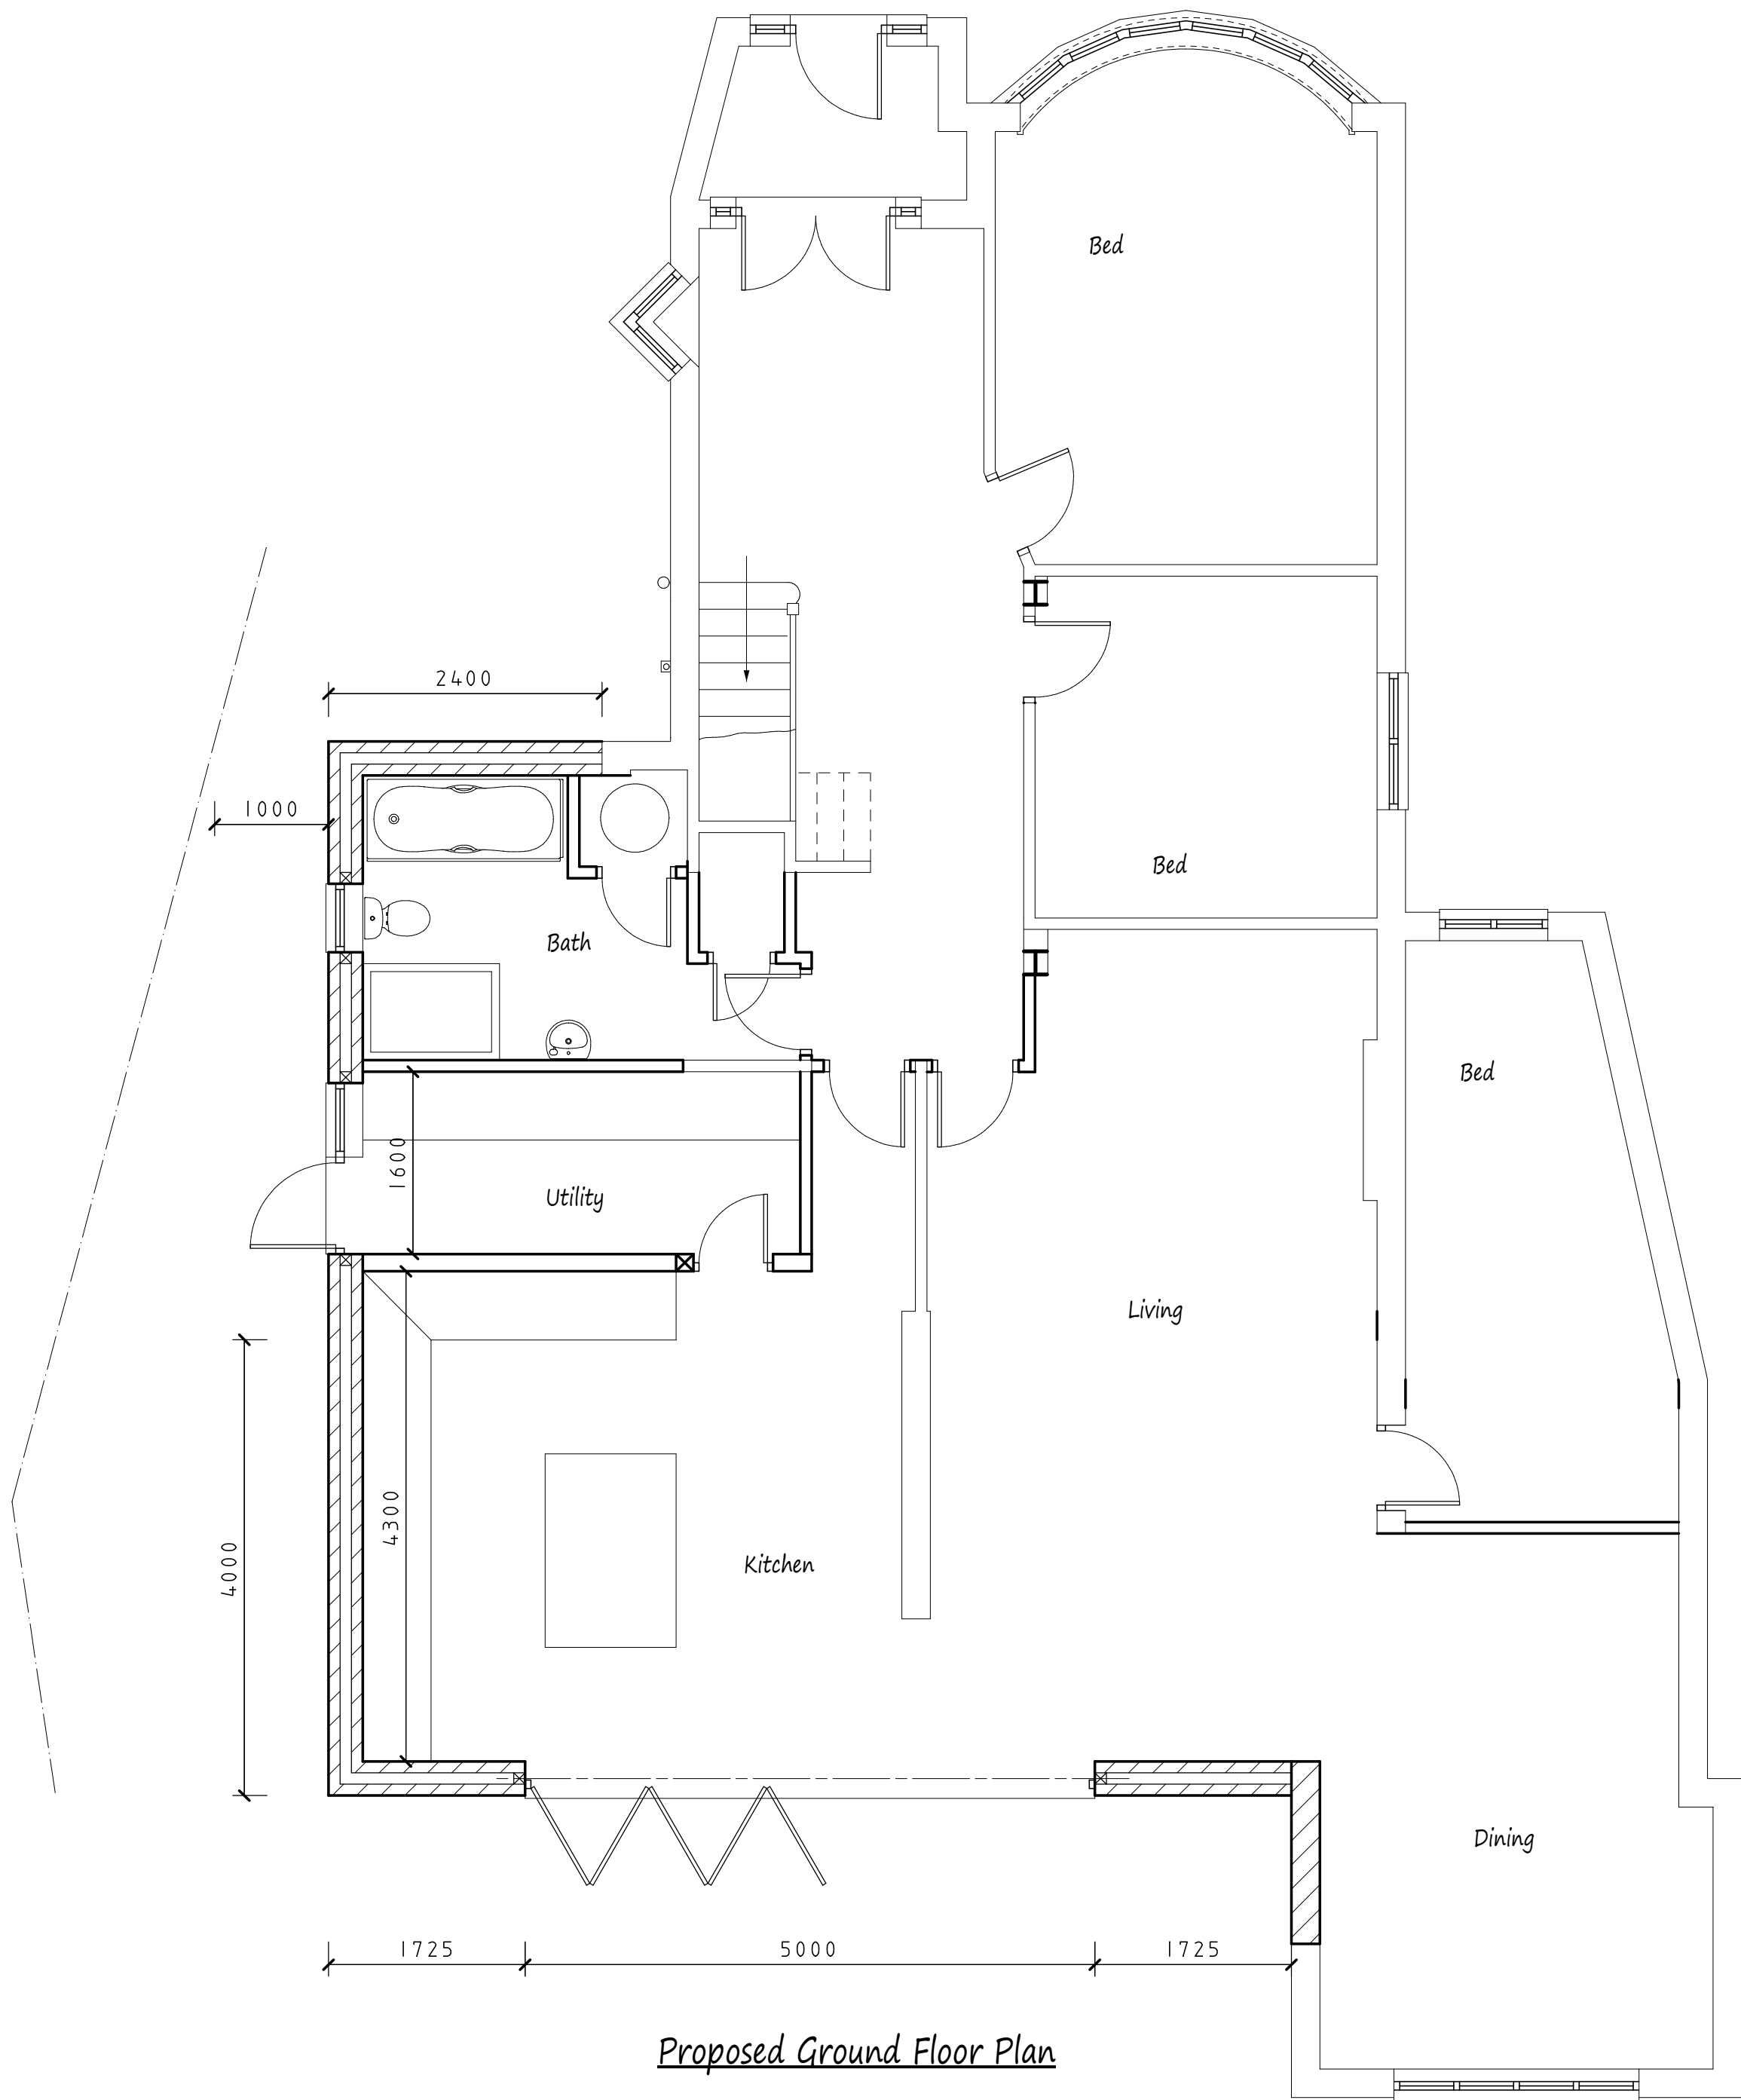 Bed
2400
1000
Bed
Bath
Bed
1600
Utility
Living
4300
4000
Kitchen
Dining
1725
5000
1725
Proposed Ground Floor Plan